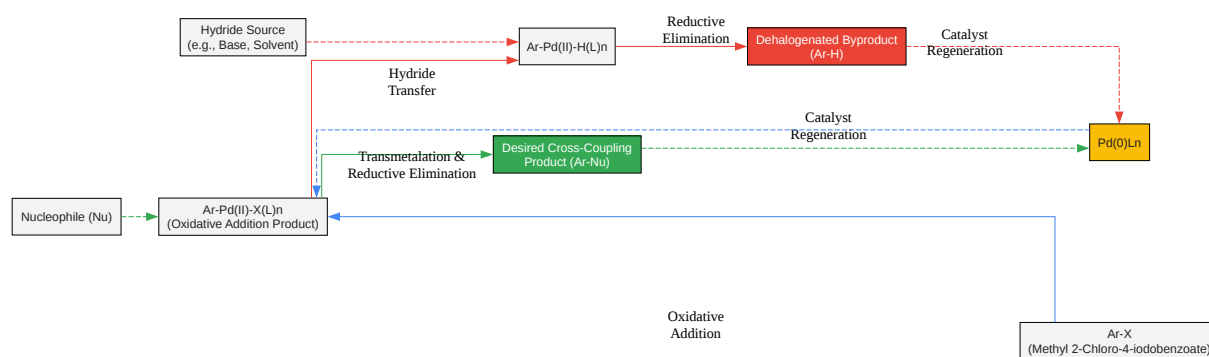 Hydride Source
(e.g., Base, Solvent)
Ar-Pd(II)-H(L)n
Reductive
Elimination
Dehalogenated Byproduct
(Ar-H)
Catalyst
Regeneration
Hydride
Transfer
Catalyst
Regeneration
Pd(0)Ln
Transmetalation &
Reductive Elimination
Desired Cross-Coupling
Product (Ar-Nu)
Nucleophile (Nu)
Ar-Pd(II)-X(L)n
(Oxidative Addition Product)
Oxidative
Addition
Ar-X
(Methyl 2-Chloro-4-iodobenzoate)